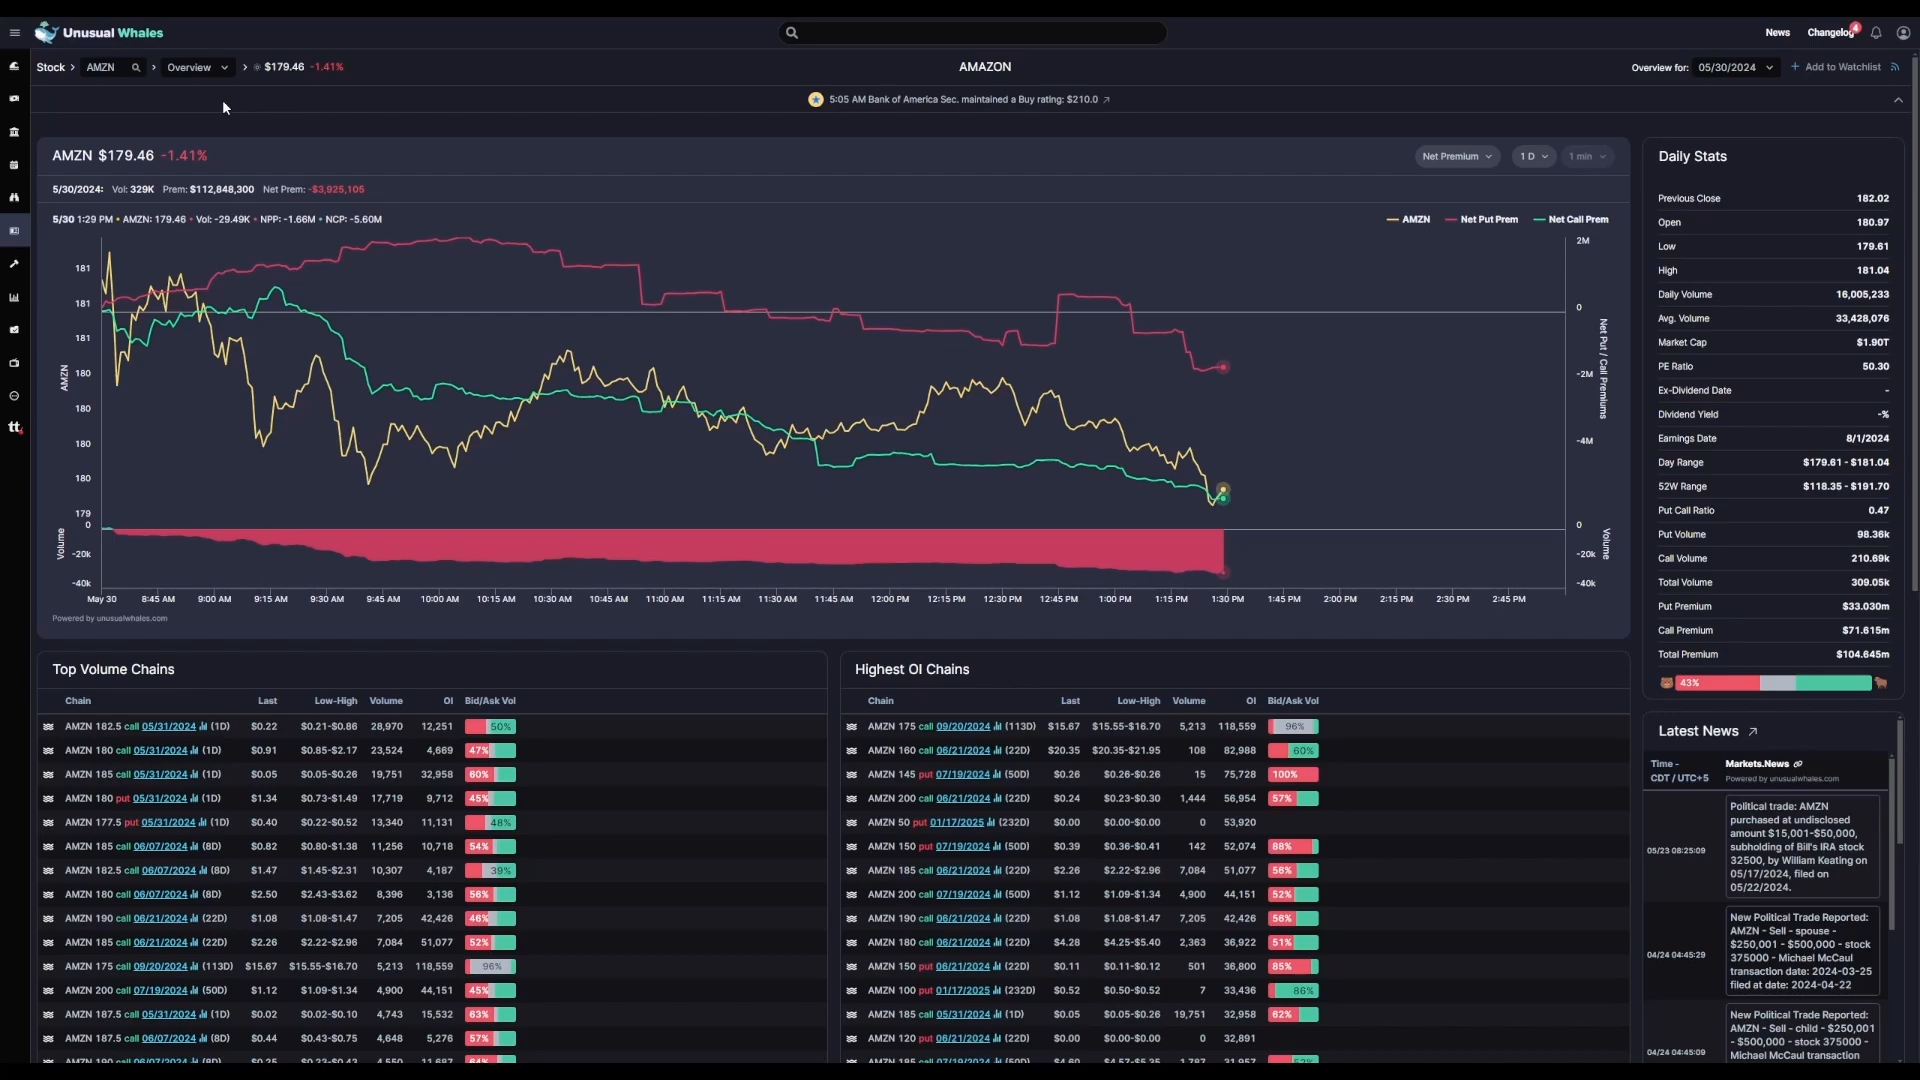 Unusual Whales
News
Changelog 4
Stock > AMZN > Overview > $179.46 -1.41%
AMAZON
Overview for: 05/30/2024 + Add to Watchlist
5:05 AM Bank of America Sec. maintained a Buy rating: $210.0
AMZN $179.46 -1.41%
Net Premium 1 D 1 min
5/30/2024: Vol: 329K Prem: $112,848,300 Net Prem: -$3,925,105
5/30 1:29 PM • AMZN: 179.46 • Vol: -29.49K • NPP: -1.66M • NCP: -5.60M
AMZN Net Put Prem Net Call Prem
181
181
181
180
180
180
180
179
0
-20k
-40k
AMZN
Volume
2M
0
-2M
-4M
0
-20k
-40k
Net Put / Call Premiums
Volume
May 30 8:45 AM 9:00 AM 9:15 AM 9:30 AM 9:45 AM 10:00 AM 10:15 AM 10:30 AM 10:45 AM 11:00 AM 11:15 AM 11:30 AM 11:45 AM 12:00 PM 12:15 PM 12:30 PM 12:45 PM 1:00 PM 1:15 PM 1:30 PM 1:45 PM 2:00 PM 2:15 PM 2:30 PM 2:45 PM
Powered by unusualwhales.com
Daily Stats
Previous Close 182.02
Open 180.97
Low 179.61
High 181.04
Daily Volume 16,005,233
Avg. Volume 33,428,076
Market Cap $1.90T
PE Ratio 50.30
Ex-Dividend Date -
Dividend Yield -%
Earnings Date 8/1/2024
Day Range $179.61 - $181.04
52W Range $118.35 - $191.70
Put Call Ratio 0.47
Put Volume 98.36k
Call Volume 210.69k
Total Volume 309.05k
Put Premium $33.030m
Call Premium $71.615m
Total Premium $104.645m
43%
Top Volume Chains
Chain Last Low-High Volume OI Bid/Ask Vol
AMZN 182.5 call 05/31/2024 (1D) $0.22 $0.21-$0.86 28,970 12,251 50%
AMZN 180 call 05/31/2024 (1D) $0.91 $0.85-$2.17 23,524 4,669 47%
AMZN 185 call 05/31/2024 (1D) $0.05 $0.05-$0.26 19,751 32,958 60%
AMZN 180 put 05/31/2024 (1D) $1.34 $0.73-$1.49 17,719 9,712 45%
AMZN 177.5 put 05/31/2024 (1D) $0.40 $0.22-$0.52 13,340 11,131 48%
AMZN 185 call 06/07/2024 (8D) $0.82 $0.80-$1.38 11,256 10,718 54%
AMZN 182.5 call 06/07/2024 (8D) $1.47 $1.45-$2.31 10,307 4,187 39%
AMZN 180 call 06/07/2024 (8D) $2.50 $2.43-$3.62 8,396 3,136 56%
AMZN 190 call 06/21/2024 (22D) $1.08 $1.08-$1.47 7,205 42,426 46%
AMZN 185 call 06/21/2024 (22D) $2.26 $2.22-$2.96 7,084 51,077 52%
AMZN 175 call 09/20/2024 (113D) $15.67 $15.55-$16.70 5,213 118,559 96%
AMZN 200 call 07/19/2024 (50D) $1.12 $1.09-$1.34 4,900 44,151 45%
AMZN 187.5 call 05/31/2024 (1D) $0.02 $0.02-$0.10 4,743 15,532 63%
AMZN 187.5 call 06/07/2024 (8D) $0.44 $0.43-$0.75 4,648 5,276 57%
AMZN 190 call 06/07/2024 (8D) $0.25 $0.23-$0.43 4,550 11,687 64%
Highest OI Chains
Chain Last Low-High Volume OI Bid/Ask Vol
AMZN 175 call 09/20/2024 (113D) $15.67 $15.55-$16.70 5,213 118,559 96%
AMZN 160 call 06/21/2024 (22D) $20.35 $20.35-$21.95 108 82,988 60%
AMZN 145 put 07/19/2024 (50D) $0.26 $0.26-$0.26 15 75,728 100%
AMZN 200 call 06/21/2024 (22D) $0.24 $0.23-$0.30 1,444 56,954 57%
AMZN 50 put 01/17/2025 (232D) $0.00 $0.00-$0.00 0 53,920
AMZN 150 put 07/19/2024 (50D) $0.39 $0.36-$0.41 142 52,074 88%
AMZN 185 call 06/21/2024 (22D) $2.26 $2.22-$2.96 7,084 51,077 56%
AMZN 200 call 07/19/2024 (50D) $1.12 $1.09-$1.34 4,900 44,151 52%
AMZN 190 call 06/21/2024 (22D) $1.08 $1.08-$1.47 7,205 42,426 56%
AMZN 180 call 06/21/2024 (22D) $4.28 $4.25-$5.40 2,363 36,922 51%
AMZN 150 put 06/21/2024 (22D) $0.11 $0.11-$0.12 501 36,800 85%
AMZN 100 put 01/17/2025 (232D) $0.52 $0.50-$0.52 7 33,436 86%
AMZN 185 call 05/31/2024 (1D) $0.05 $0.05-$0.26 19,751 32,958 62%
AMZN 120 put 06/21/2024 (22D) $0.00 $0.00-$0.00 0 32,891
AMZN 185 call 07/19/2024 (50D) $4.60 $4.57-$5.35 1,787 31,957
Latest News
Time - CDT / UTC+5
Markets.News
Powered by unusualwhales.com
05/23 08:25:09
Political trade: AMZN
purchased at undisclosed
amount $15,001-$50,000,
subholding of Bill's IRA stock
32500, by William Keating on
05/17/2024, filed on
05/22/2024.
04/24 04:45:29
New Political Trade Reported:
AMZN - Sell - spouse -
$250,001 - $500,000 - stock
375000 - Michael McCaul
transaction date: 2024-03-25
filed at date: 2024-04-22
04/24 04:45:09
New Political Trade Reported:
AMZN - Sell - child - $250,001
- $500,000 - stock 375000 -
Michael McCaul transaction